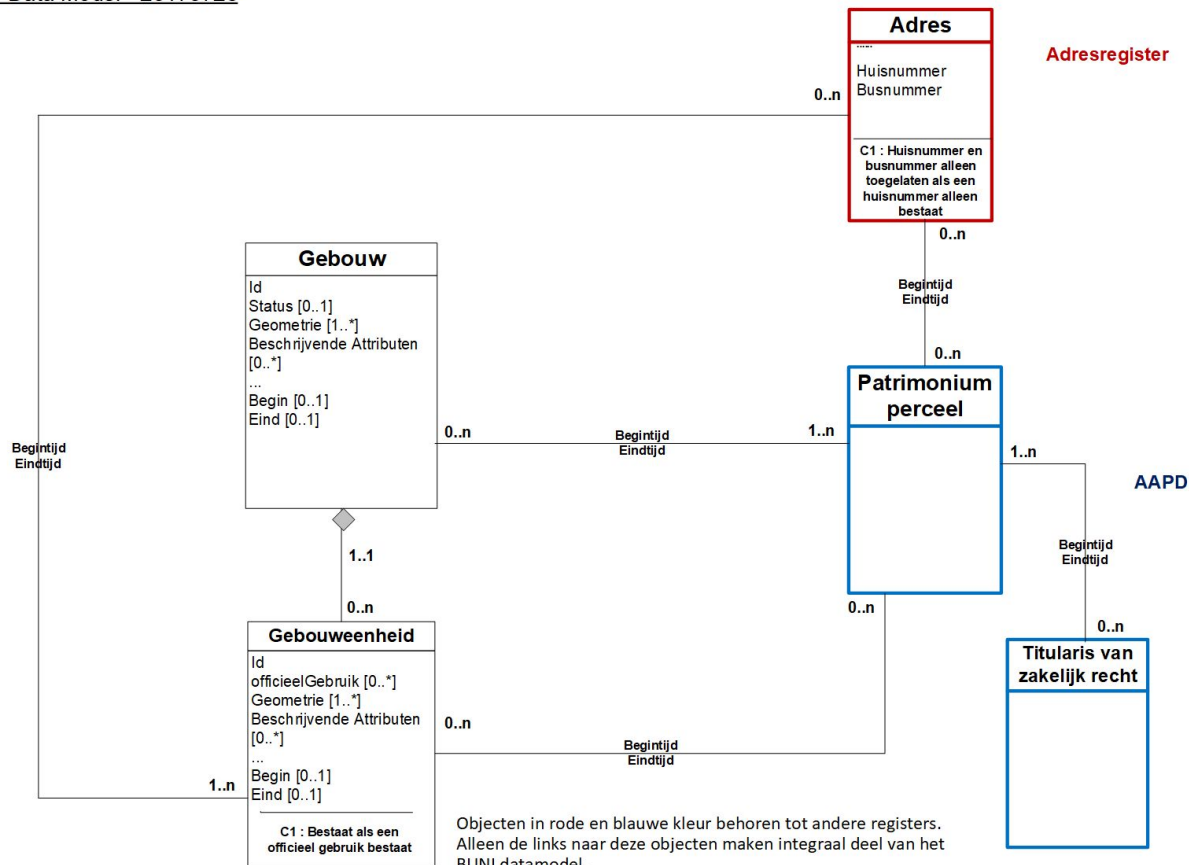 Adres
Adresregister
Huisnummer
Busnummer
0..n
C1 : Huisnummer en
busnummer alleen
toegelaten als een
huisnummer alleen
bestaat
0..n
Begintijd
Eindtijd
0..n
Gebouw
Id
Status [0..1]
Geometrie [1..*]
Beschrijvende Attributen
[0..*]
...
Begin [0..1]
Eind [0..1]
Patrimonium
perceel
0..n
Begintijd
Eindtijd
1..n
Begintijd
Eindtijd
1..n
AAPD
Begintijd
Eindtijd
1..1
0..n
0..n
0..n
Gebouweenheid
Id
officieelGebruik [0..*]
Geometrie [1..*]
Beschrijvende Attributen
[0..*]
...
Begin [0..1]
Eind [0..1]
C1 : Bestaat als een
officieel gebruik bestaat
0..n
Begintijd
Eindtijd
1..n
Titularis van
zakelijk recht
Objecten in rode en blauwe kleur behoren tot andere registers.
Alleen de links naar deze objecten maken integraal deel van het
datamodel